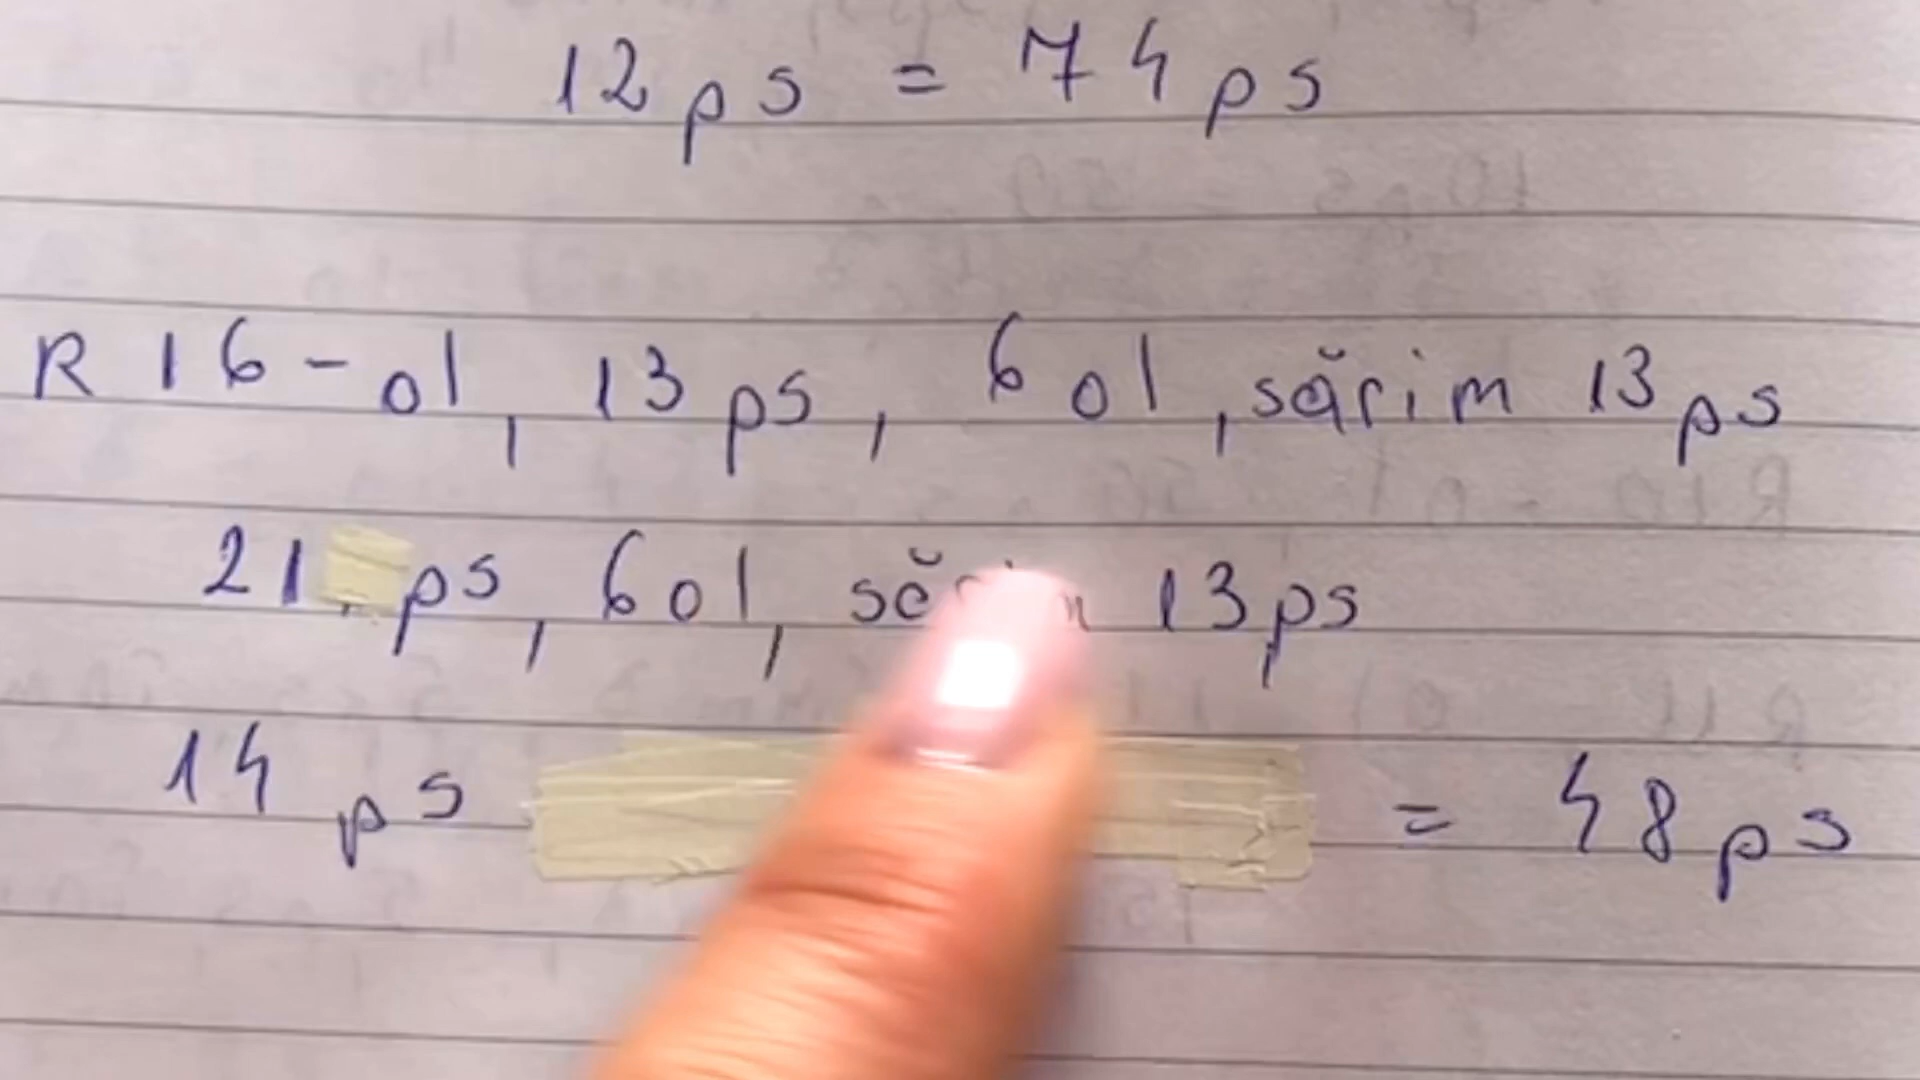 12 ps = 74 ps
R 16 - ol, 13 ps, 6 ol, sărim 13 ps
21 ps, 6 ol, 13 ps
14 ps = 48 ps